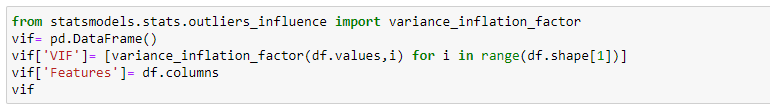 from statsmodels.stats.outliers_influence import variance_inflation_factor
vif= pd.DataFrame()
vif['VIF']= [variance_inflation_factor(df.values,i) for i in range(df.shape[1])]
vif['Features']= df.columns
vif